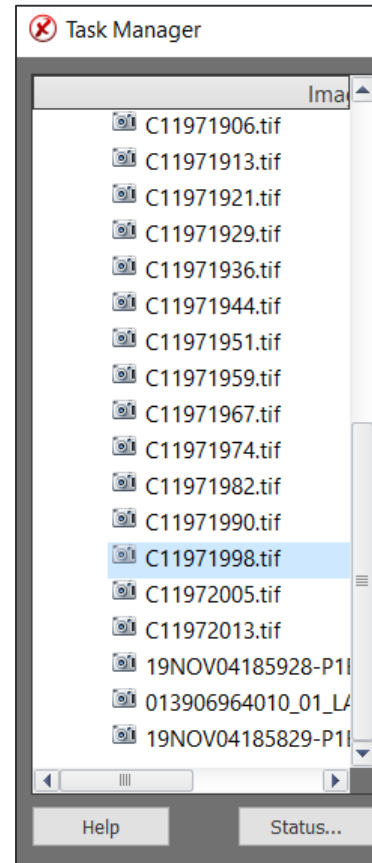 Task Manager
Imag
C11971906.tif
C11971913.tif
C11971921.tif
C11971929.tif
C11971936.tif
C11971944.tif
C11971951.tif
C11971959.tif
C11971967.tif
C11971974.tif
C11971982.tif
C11971990.tif
C11971998.tif
C11972005.tif
C11972013.tif
19NOV04185928-P1B
013906964010_01_LA
19NOV04185829-P1B
Help Status...